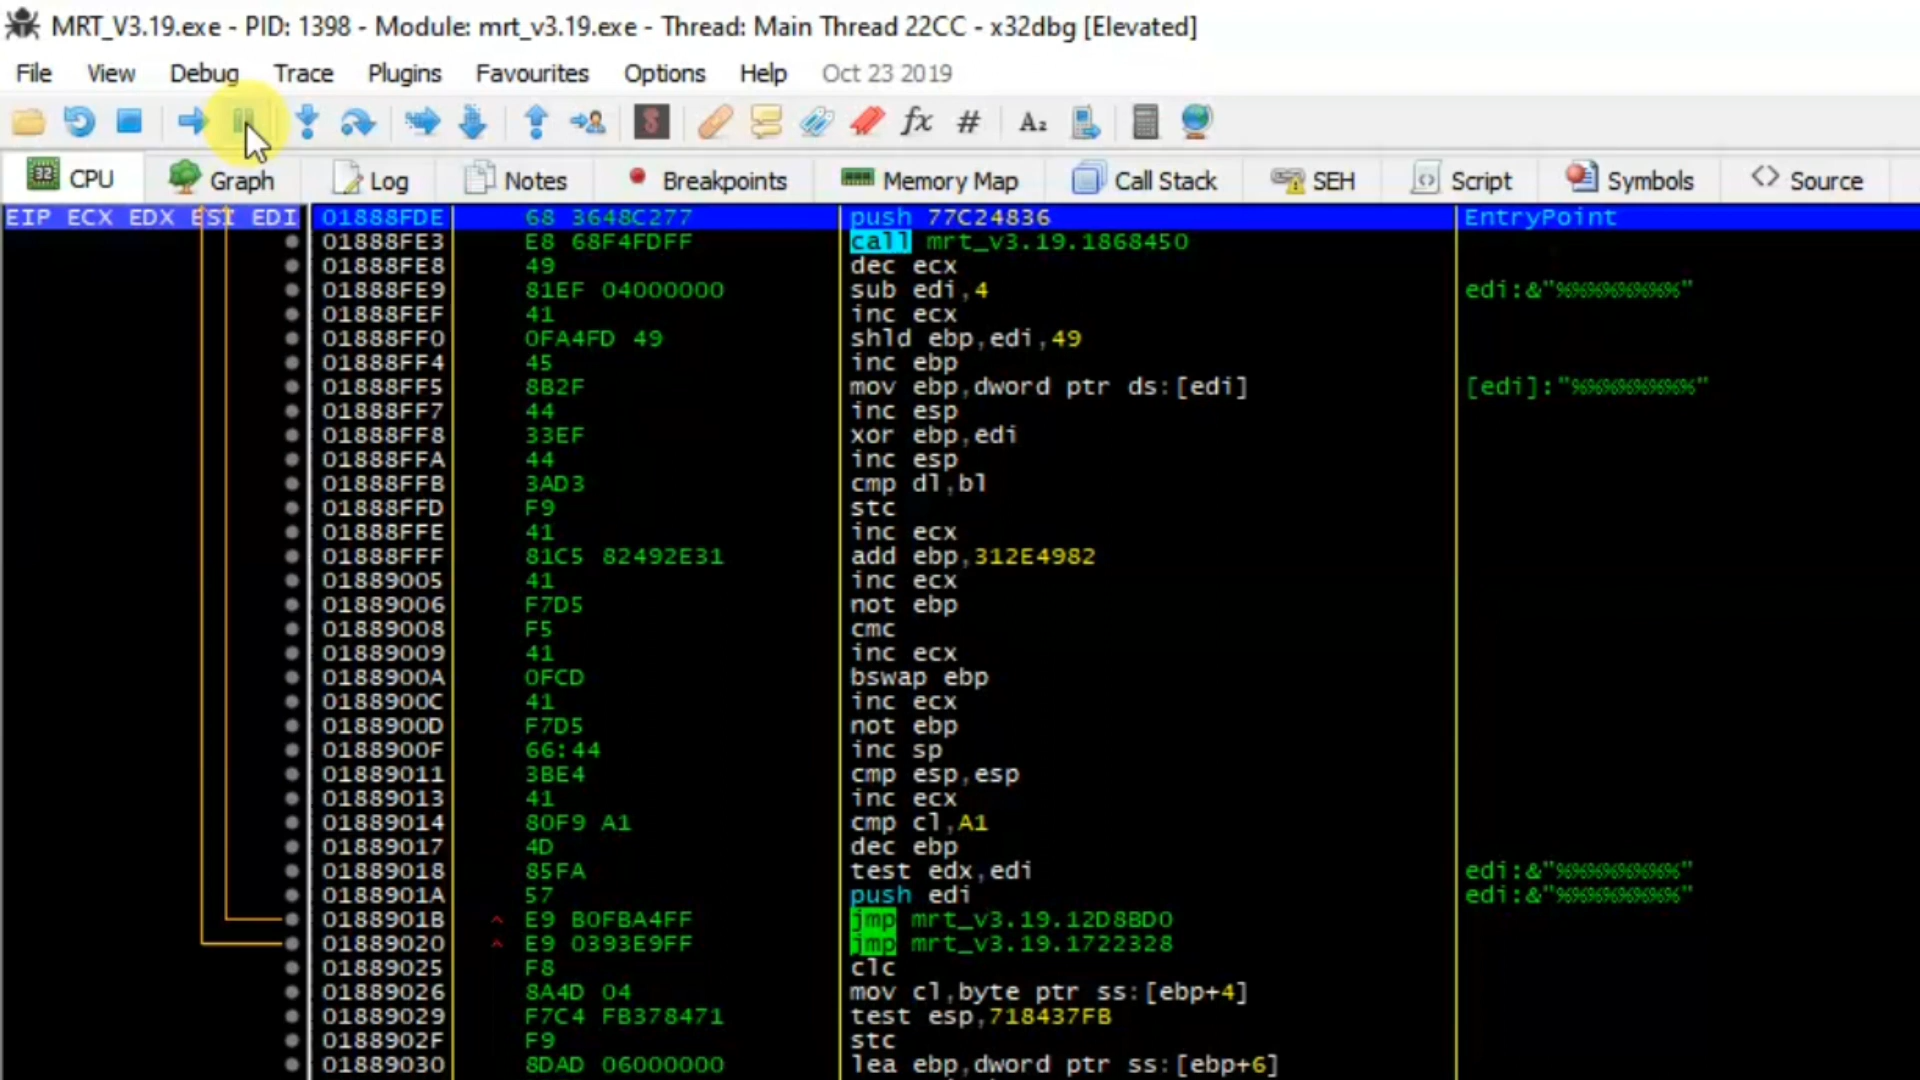 MRT_V3.19.exe - PID: 1398 - Module: mrt_v3.19.exe - Thread: Main Thread 22CC - x32dbg [Elevated]
File View Debug Trace Plugins Favourites Options Help Oct 23 2019
S fx # Az
32 CPU Graph Log Notes Breakpoints Memory Map Call Stack SEH Script Symbols Source
EIP ECX EDX ESI EDI 01888FDE 68 3648C277 push 77C24836 EntryPoint
01888FE3 E8 68F4FDFF call mrt_v3.19.1868450
01888FE8 49 dec ecx
01888FE9 81EF 04000000 sub edi,4 edi:&"%%%%%%%%%"
01888FEF 41 inc ecx
01888FF0 0FA4FD 49 shld ebp,edi,49
01888FF4 45 inc ebp
01888FF5 8B2F mov ebp,dword ptr ds:[edi] [edi]:"%%%%%%%%%"
01888FF7 44 inc esp
01888FF8 33EF xor ebp,edi
01888FFA 44 inc esp
01888FFB 3AD3 cmp dl,bl
01888FFD F9 stc
01888FFE 41 inc ecx
01888FFF 81C5 82492E31 add ebp,312E4982
01889005 41 inc ecx
01889006 F7D5 not ebp
01889008 F5 cmc
01889009 41 inc ecx
0188900A 0FCD bswap ebp
0188900C 41 inc ecx
0188900D F7D5 not ebp
0188900F 66:44 inc sp
01889011 3BE4 cmp esp,esp
01889013 41 inc ecx
01889014 80F9 A1 cmp cl,A1
01889017 4D dec ebp
01889018 85FA test edx,edi edi:&"%%%%%%%%%"
0188901A 57 push edi edi:&"%%%%%%%%%"
0188901B ^ E9 B0FBA4FF jmp mrt_v3.19.12D8BD0
01889020 ^ E9 0393E9FF jmp mrt_v3.19.1722328
01889025 F8 clc
01889026 8A4D 04 mov cl,byte ptr ss:[ebp+4]
01889029 F7C4 FB378471 test esp,718437FB
0188902F F9 stc
01889030 8DAD 06000000 lea ebp,dword ptr ss:[ebp+6]